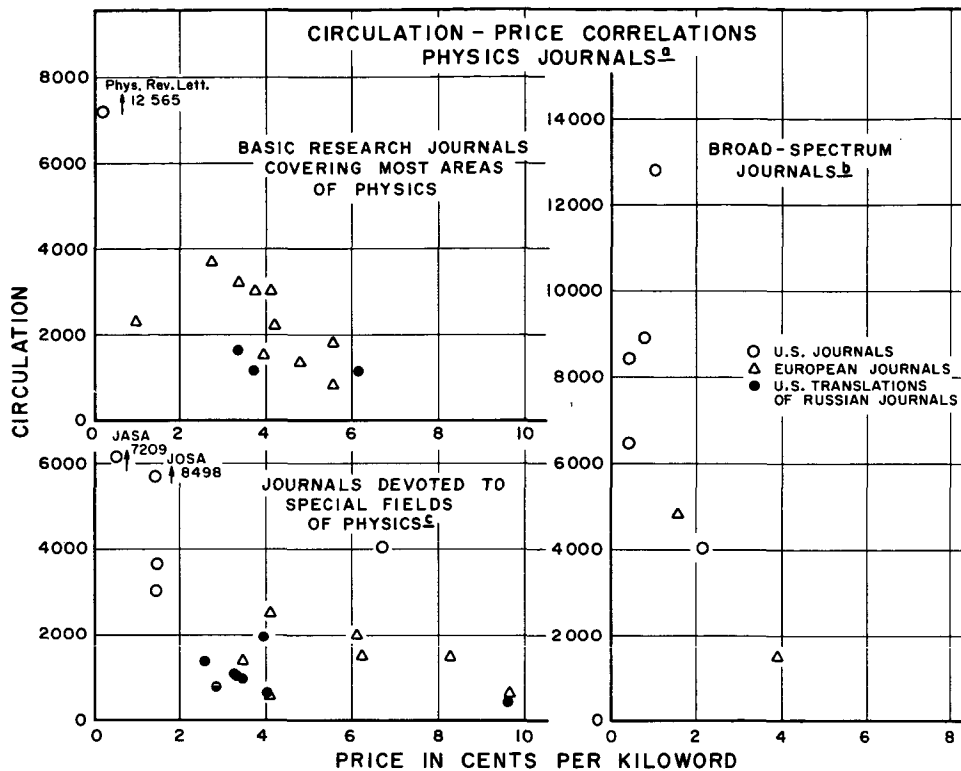 CIRCULATION - PRICE CORRELATIONS
PHYSICS JOURNALS a
8000
6000
4000
2000
0
Phys. Rev. Lett.
12 565
BASIC RESEARCH JOURNALS
COVERING MOST AREAS
OF PHYSICS
0 2 4 6 8 10
JASA
7209
JOSA
8498
6000
4000
2000
0
JOURNALS DEVOTED TO
SPECIAL FIELDS
OF PHYSICS c
0 2 4 6 8 10
14000
12000
10000
8000
6000
4000
2000
0
BROAD-SPECTRUM
JOURNALS b
U.S. JOURNALS
EUROPEAN JOURNALS
U.S. TRANSLATIONS
OF RUSSIAN JOURNALS
0 2 4 6 8
CIRCULATION
PRICE IN CENTS PER KILOWORD